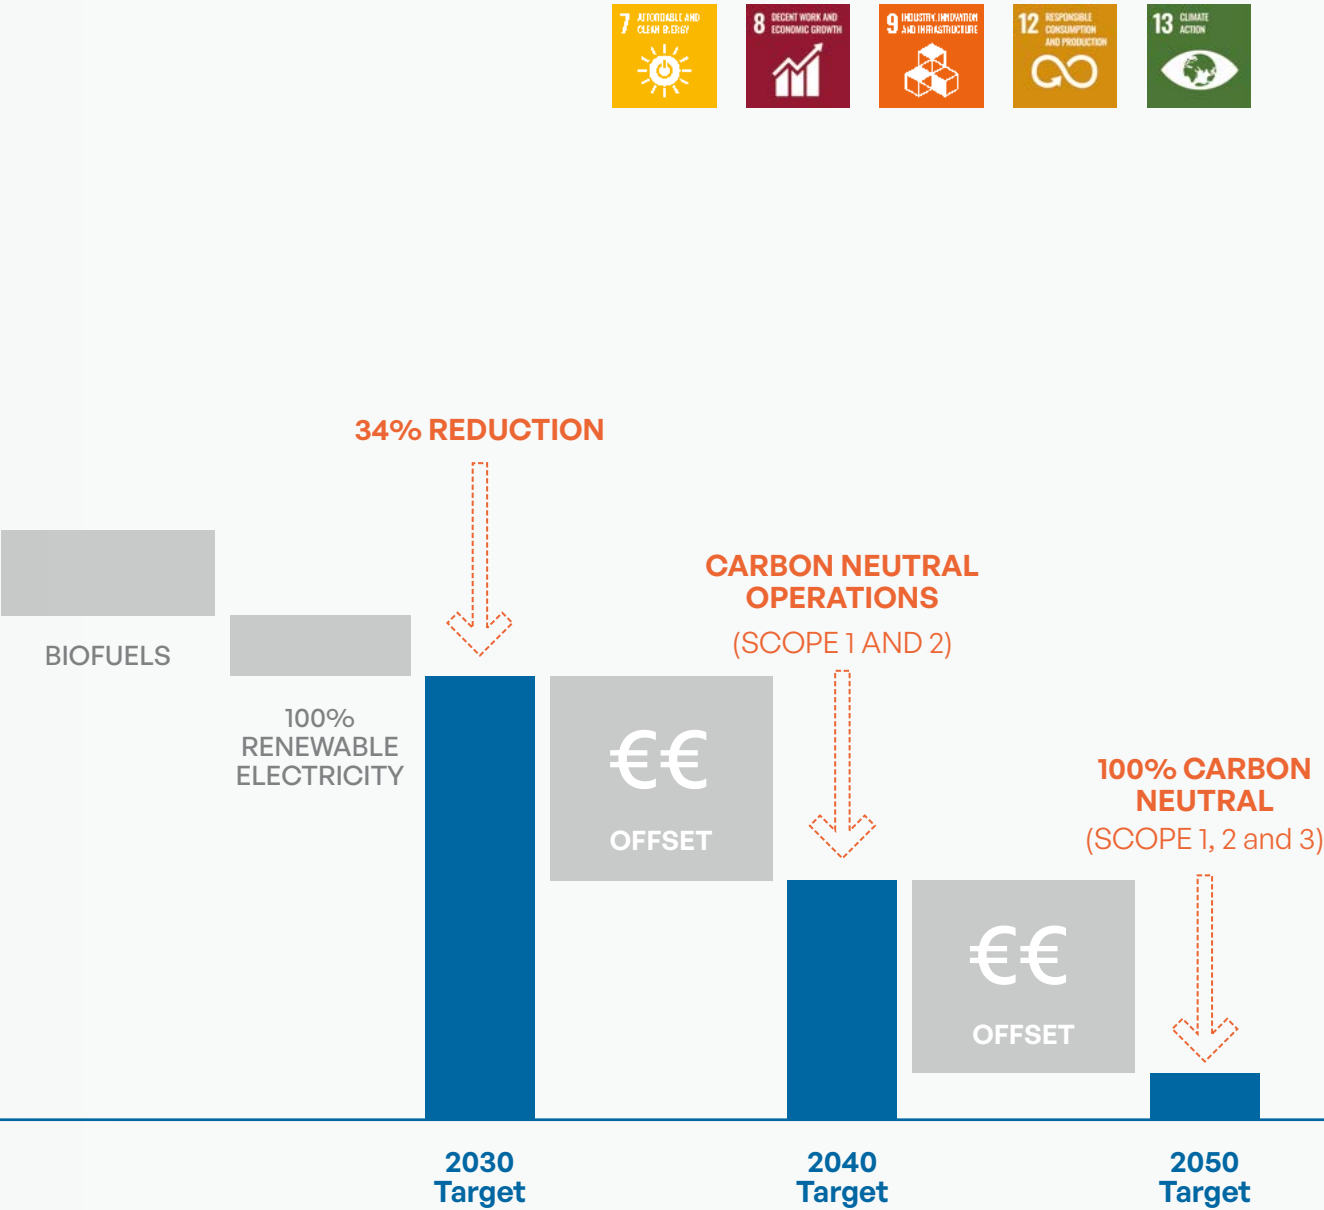 7 AFFORDABLE AND
CLEAN ENERGY
8 DECENT WORK AND
ECONOMIC GROWTH
9 INDUSTRY, INNOVATION
AND INFRASTRUCTURE
12 RESPONSIBLE
CONSUMPTION
AND PRODUCTION
13 CLIMATE
ACTION
34% REDUCTION
CARBON NEUTRAL
OPERATIONS
(SCOPE 1 AND 2)
BIOFUELS
100%
RENEWABLE
ELECTRICITY
€€
OFFSET
100% CARBON
NEUTRAL
(SCOPE 1, 2 and 3)
€€
OFFSET
2030
Target
2040
Target
2050
Target